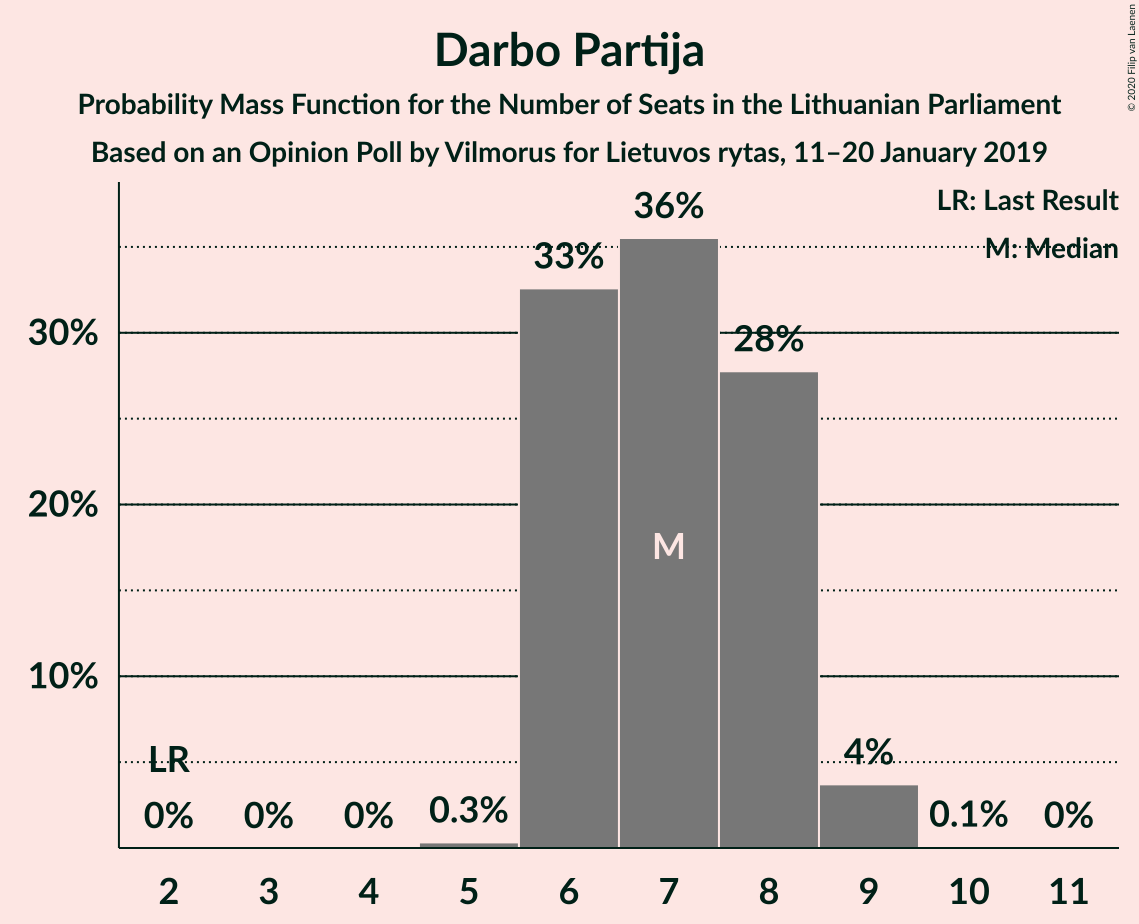 Darbo Partija
Probability Mass Function for the Number of Seats in the Lithuanian Parliament
Based on an Opinion Poll by Vilmorus for Lietuvos rytas, 11–20 January 2019
© 2020 Filip van Laenen
LR: Last Result
M: Median
36%
33%
30%
28%
20%
M
10%
LR
4%
0% 0% 0% 0.3% 0.1% 0%
2 3 4 5 6 7 8 9 10 11